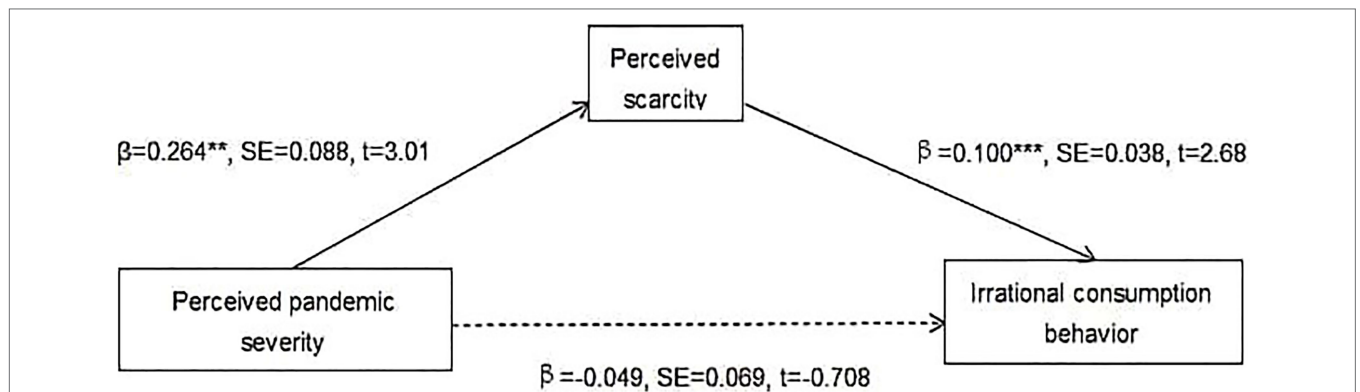 Perceived
scarcity
β=0.264**, SE=0.088, t=3.01
β=0.100***, SE=0.038, t=2.68
Perceived pandemic
severity
Irrational consumption
behavior
β=-0.049, SE=0.069, t=-0.708